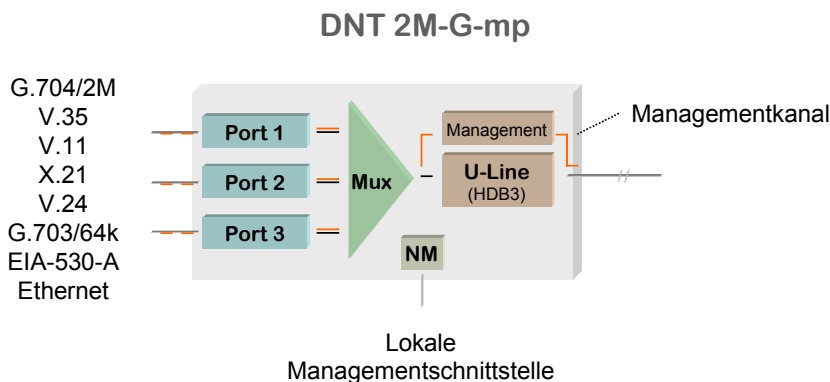 DNT 2M-G-mp
G.704/2M
V.35
V.11
X.21
V.24
G.703/64k
EIA-530-A
Ethernet
Port 1
Port 2
Port 3
Mux
Management
U-Line
(HDB3)
NM
Managementkanal
Lokale
Managementschnittstelle